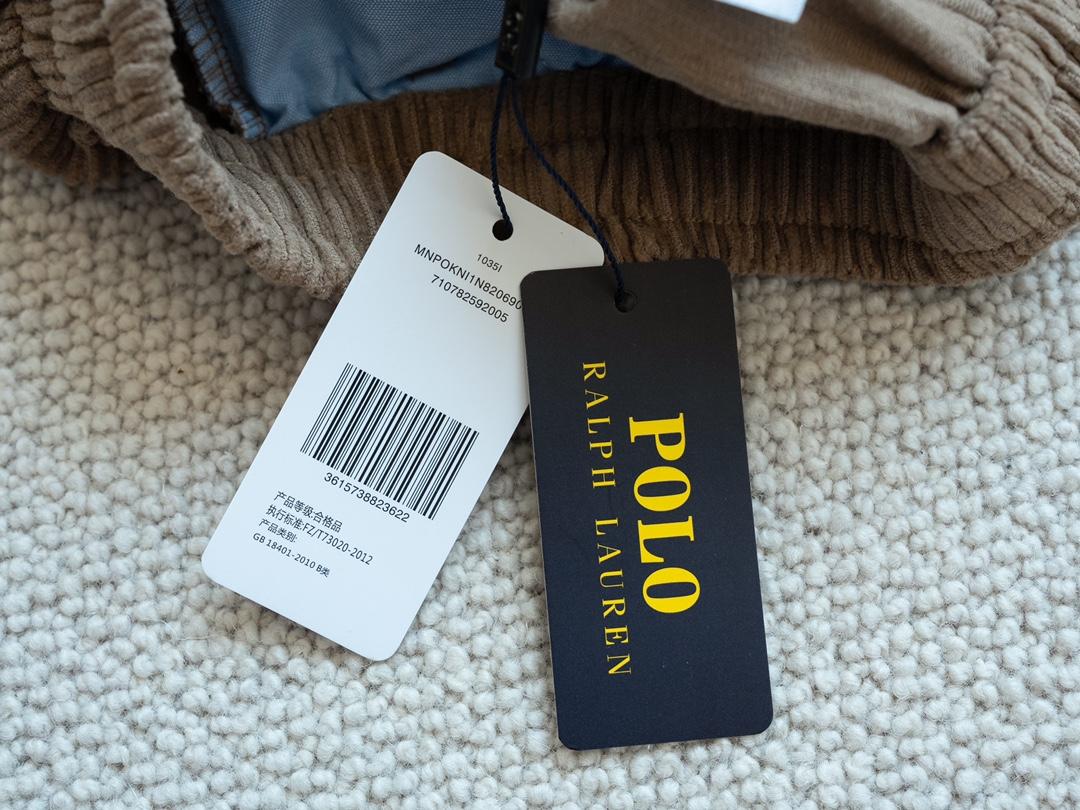 1035I
MNPOKNI1N820690
710782592005
3615738823622
产品等级:合格品
执行标准:FZ/T73020-2012
产品类别:
GB 18401-2010 B类
POLO
RALPH LAUREN